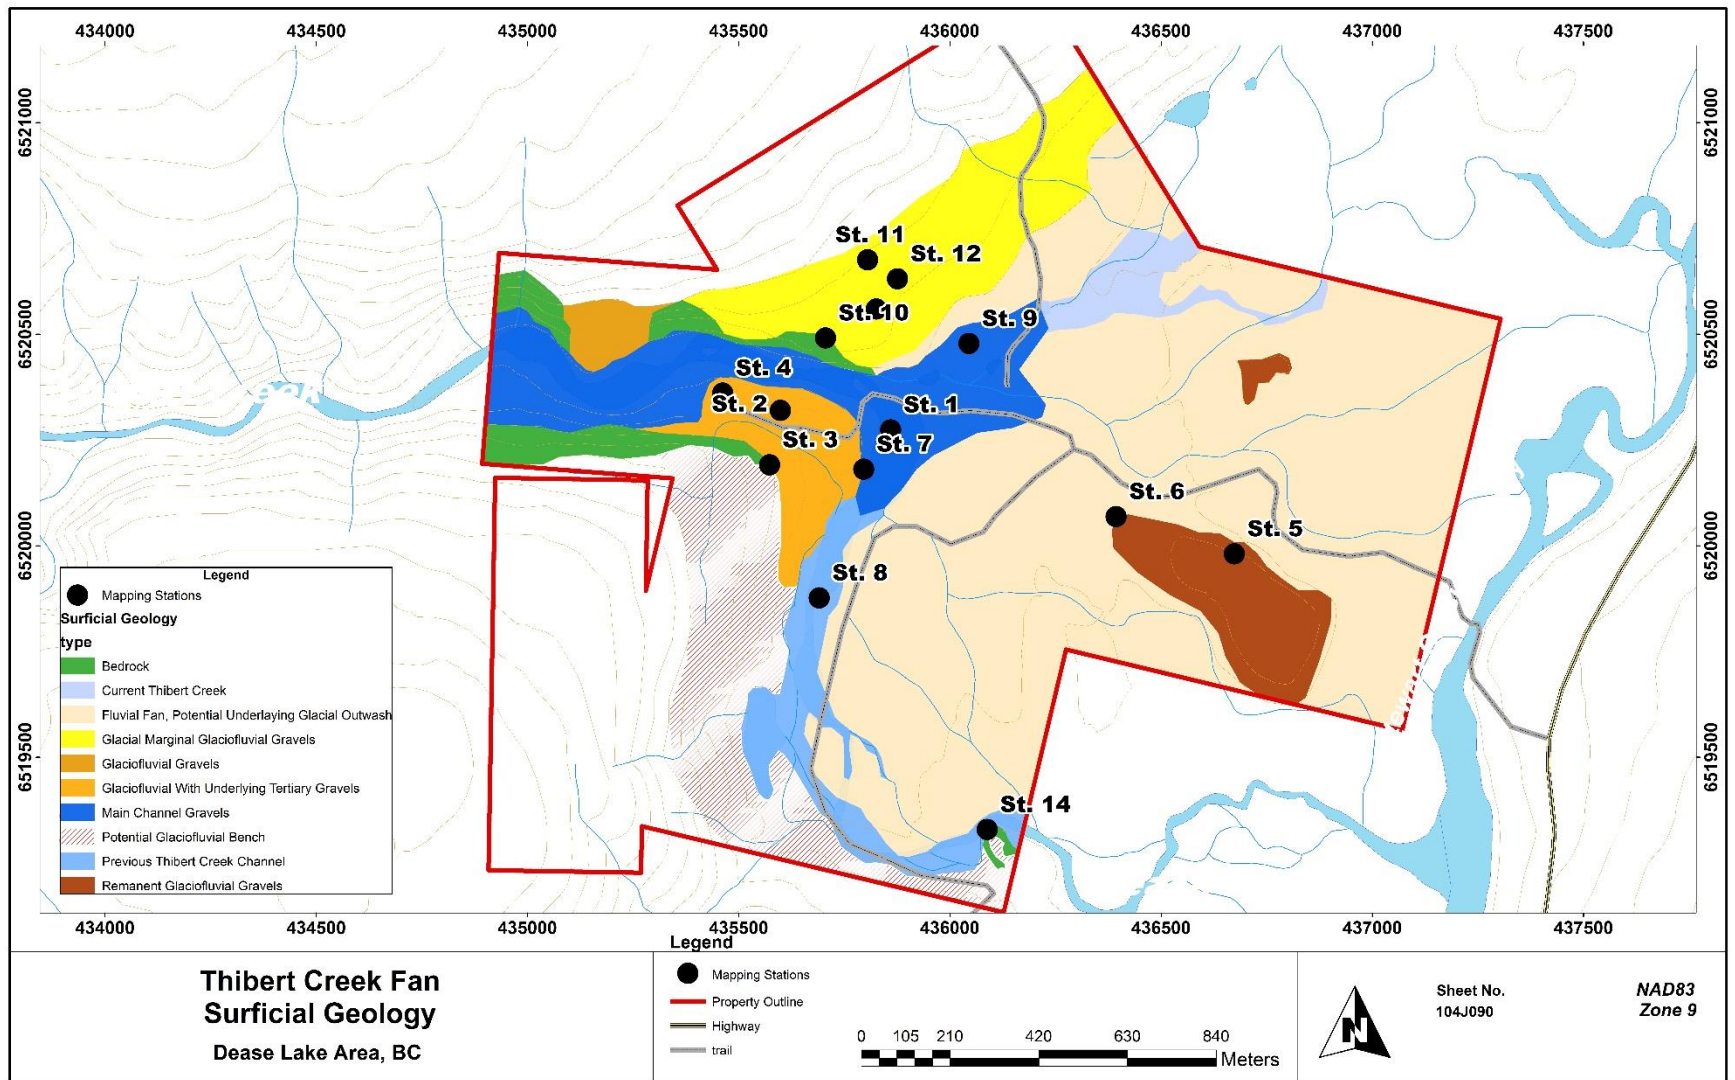 434000 434500 435000 435500 436000 436500 437000 437500
6521000 6521000
St. 11
St. 12
St. 10
St. 9
6520500 6520500
St. 4
St. 2
St. 1
St. 3
St. 7
St. 6
St. 5
6520000 6520000
St. 8
Legend
Mapping Stations
Surficial Geology
type
Bedrock
Current Thibert Creek
Fluvial Fan, Potential Underlaying Glacial Outwash
Glacial Marginal Glaciofluvial Gravels
Glaciofluvial Gravels
Glaciofluvial With Underlying Tertiary Gravels
Main Channel Gravels
Potential Glaciofluvial Bench
Previous Thibert Creek Channel
Remanent Glaciofluvial Gravels
6519500 6519500
St. 14
434000 434500 435000 435500 436000 436500 437000 437500
Thibert Creek Fan
Surficial Geology
Dease Lake Area, BC
Legend
Mapping Stations
Property Outline
Highway
trail
0 105 210 420 630 840
Meters
N
Sheet No.
104J090
NAD83
Zone 9